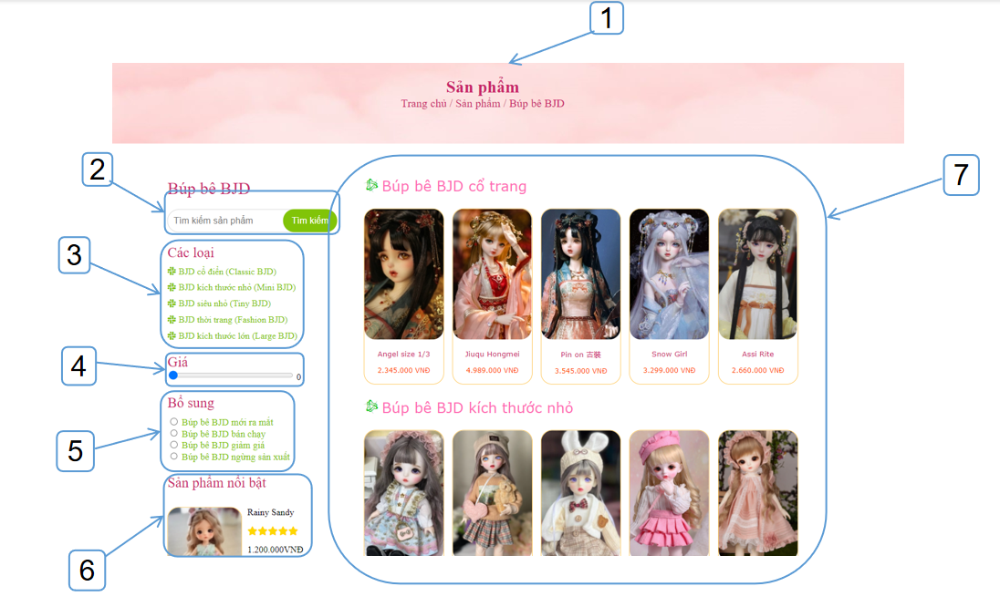 1
Sản phẩm
Trang chủ / Sản phẩm / Búp bê BJD
2
Búp bê BJD
Tìm kiếm sản phẩm
Tìm kiếm
3
Các loại
BJD cổ điển (Classic BJD)
BJD kích thước nhỏ (Mini BJD)
BJD siêu nhỏ (Tiny BJD)
BJD thời trang (Fashion BJD)
BJD kích thước lớn (Large BJD)
4
Giá
0
5
Bổ sung
Búp bê BJD mới ra mắt
Búp bê BJD bán chạy
Búp bê BJD giảm giá
Búp bê BJD ngừng sản xuất
6
Sản phẩm nổi bật
Rainy Sandy
1.200.000VNĐ
7
Búp bê BJD cổ trang
Angel size 1/3
2.345.000 VNĐ
Jiuqu Hongmei
4.989.000 VNĐ
Pin on 古裝
3.545.000 VNĐ
Snow Girl
3.299.000 VNĐ
Assi Rite
2.660.000 VNĐ
Búp bê BJD kích thước nhỏ